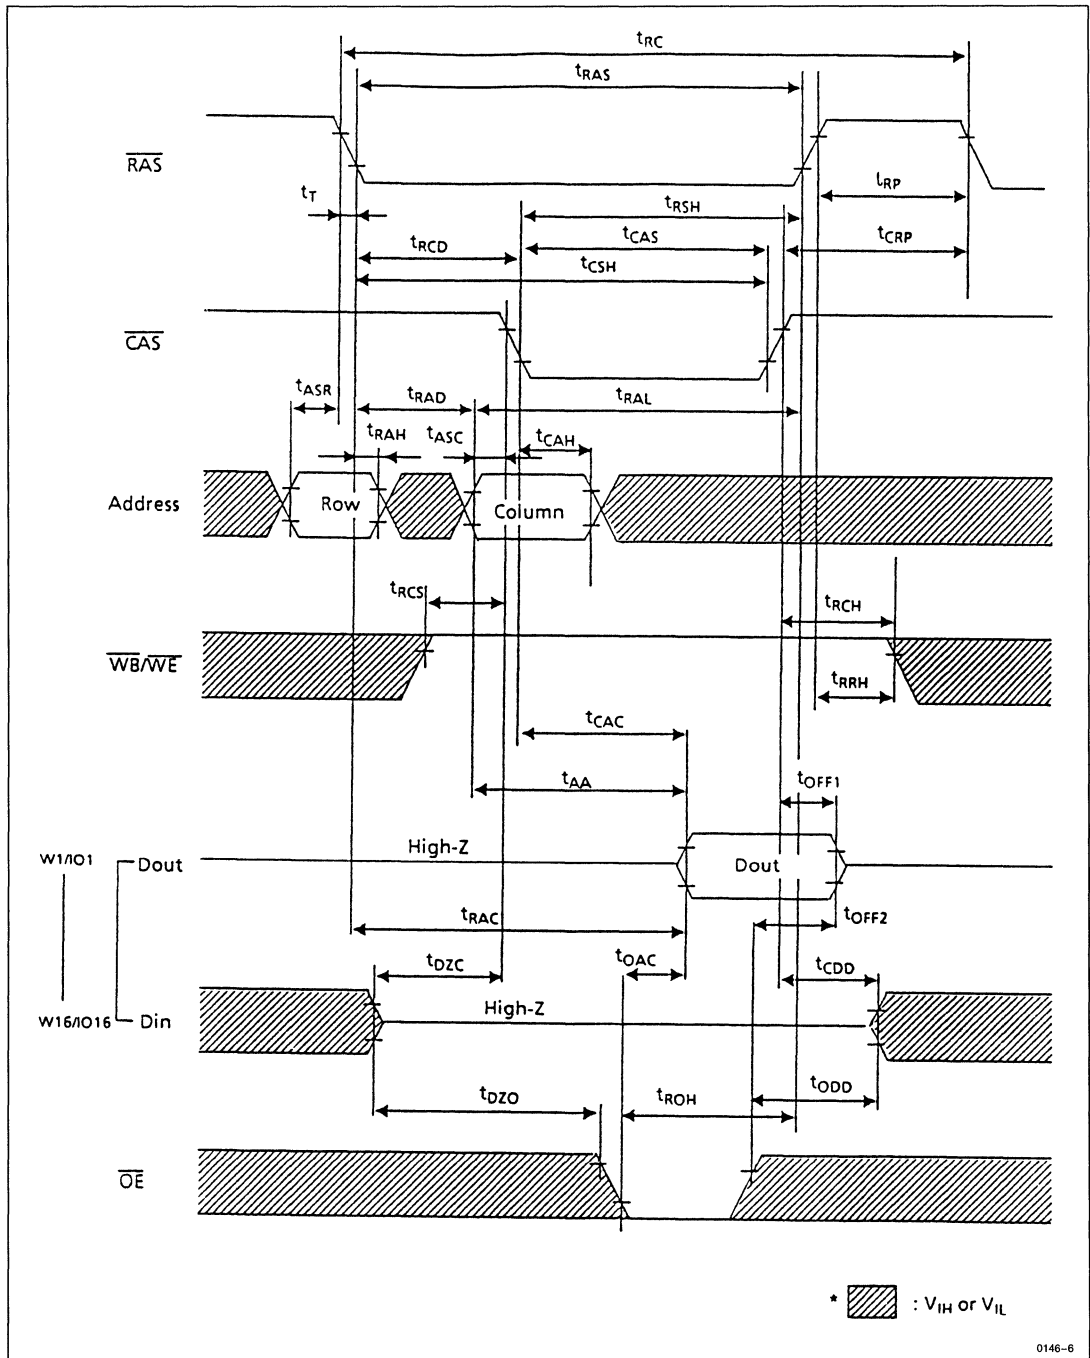 tRC
tRAS
RAS
tT
tRP
tRSH
tRCD
tCAS
tCRP
tCSH
CAS
tASR
tRAD
tRAL
tRAH
tASC
tCAH
Address
Row
Column
tRCS
tRCH
WB/WE
tRRH
tCAC
tAA
tOFF1
High-Z
W1/IO1
Dout
Dout
tRAC
tOFF2
tDZC
tOAC
tCDD
W16/IO16
Din
High-Z
tDZO
tROH
tODD
OE
* : VIH or VIL
0146–6